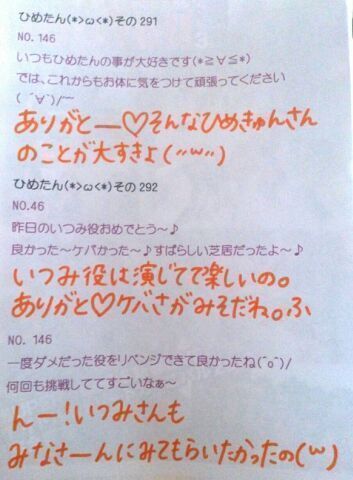 ひめたん(*>ω<*)その291
NO. 146
いつもひめたんの事が大好きです(*≧∀≦*)
では、これからもお体に気をつけて頑張ってください
( ´∀`)/~
ありがとー♡そんなひめきゅんさん
のことが大すきよ(〃ω〃)
ひめたん(*>ω<*)その292
NO.46
昨日のいつみ役おめでとう~♪
良かった~ケバかった~♪すばらしい芝居だったよ~♪
いつみ役は演じてて楽しいの。
ありがと♡ケバさがみそだね。ふ
NO. 146
一度ダメだった役をリベンジできて良かったね(^o^)/
何回も挑戦しててすごいなぁ~
んー!いつみさんも
みなさーんにみてもらいたかったの(ω)